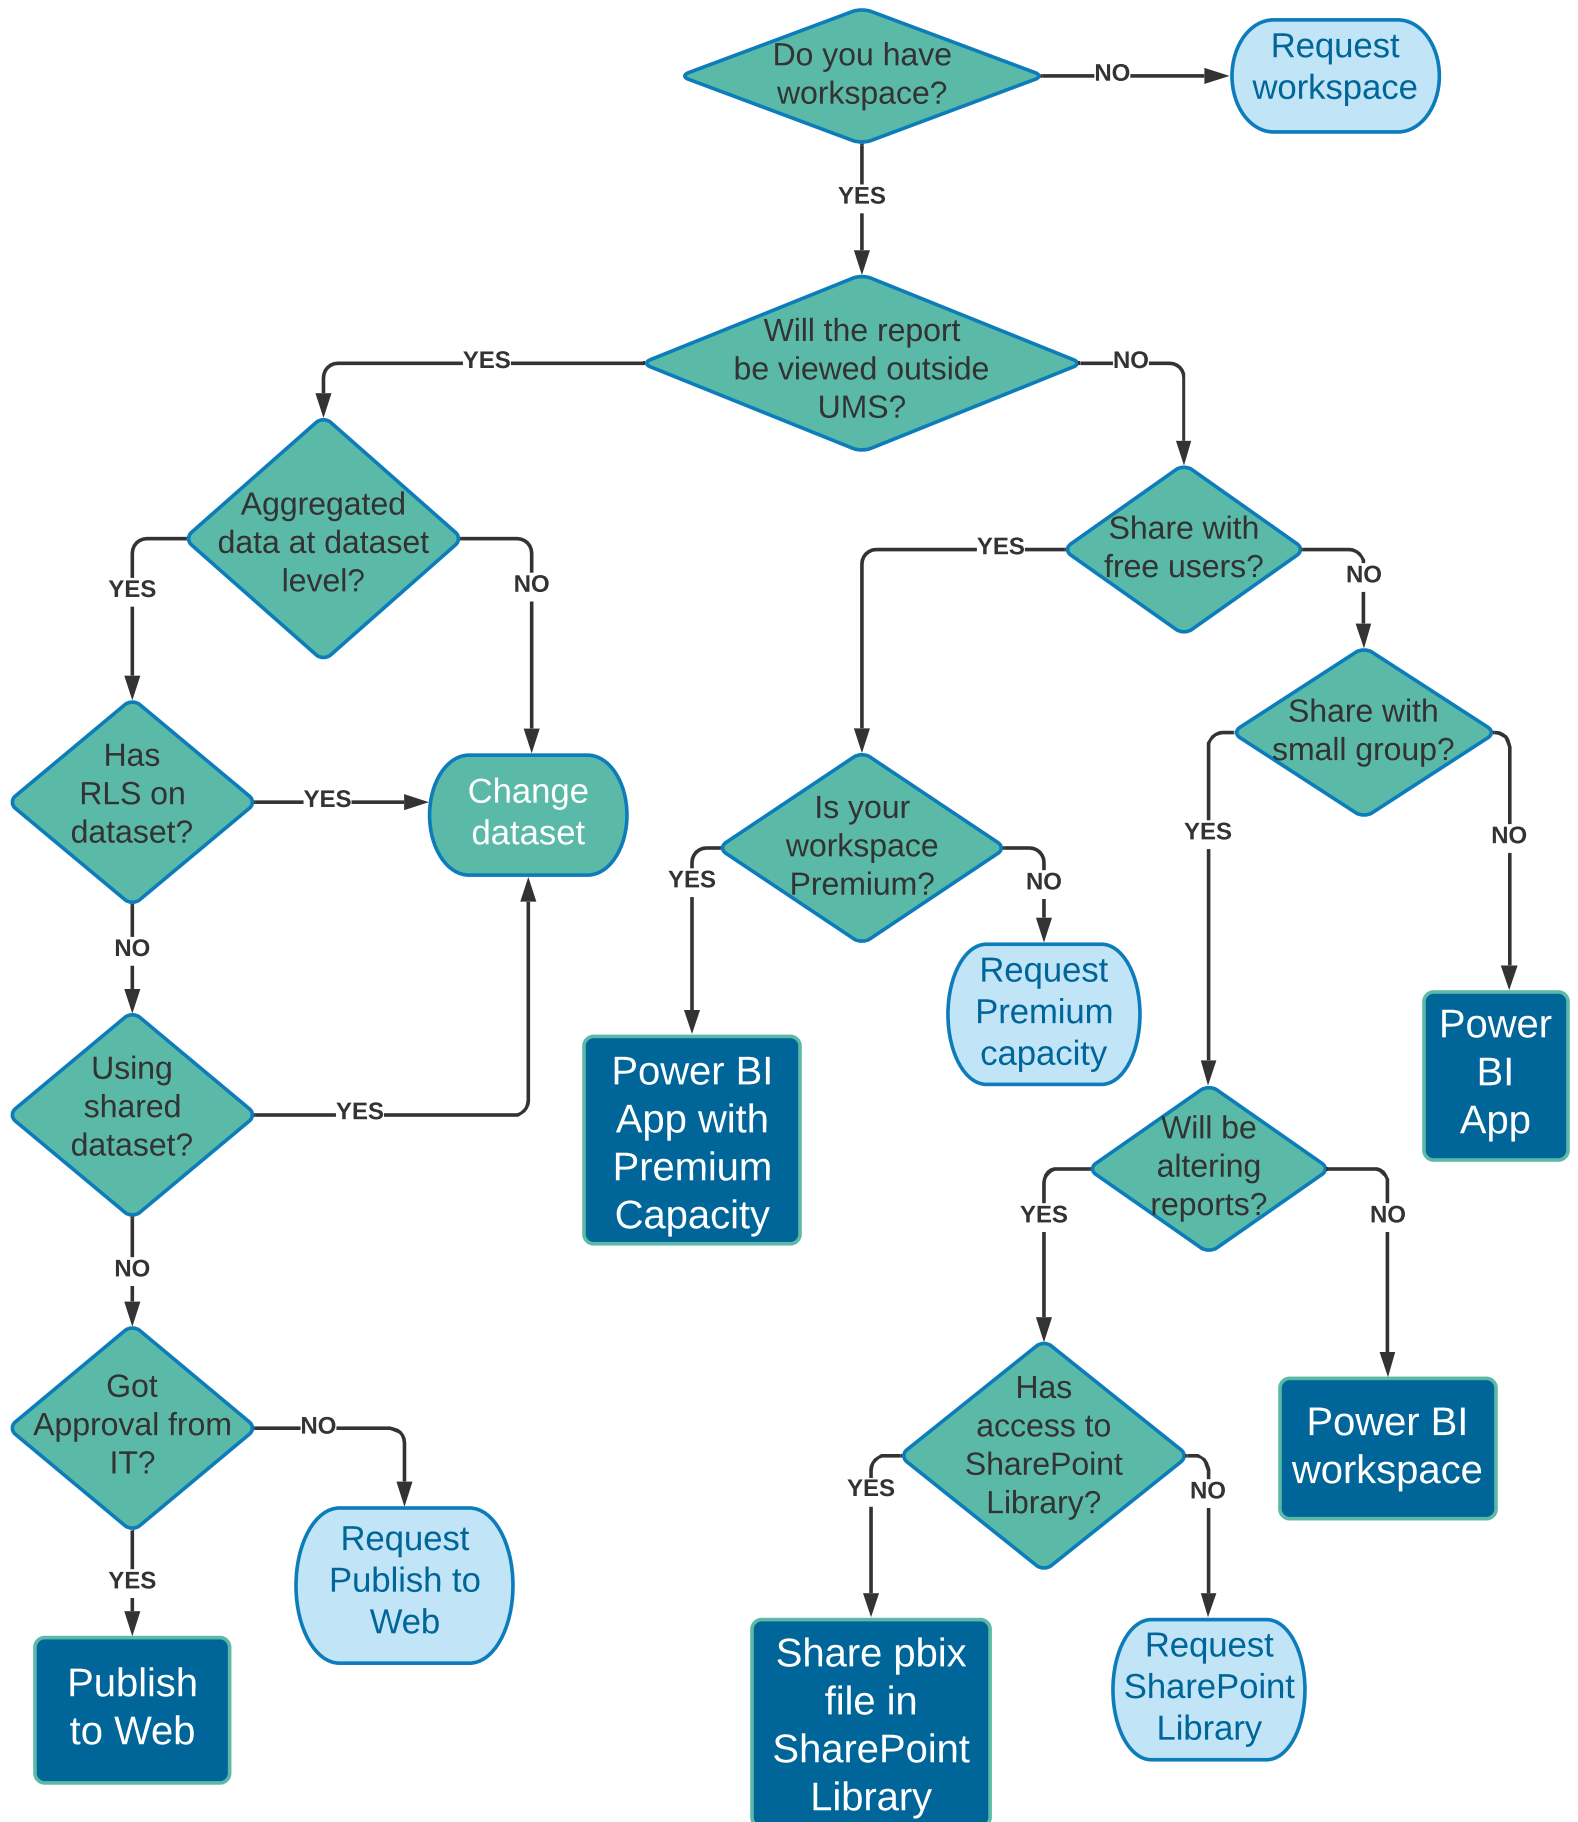 Do you have
workspace?
NO
Request
workspace
YES
Will the report
be viewed outside
UMS?
YES
NO
Aggregated
data at dataset
level?
YES
NO
Share with
free users?
YES
NO
Has
RLS on
dataset?
YES
Change
dataset
NO
Share with
small group?
YES
NO
Is your
workspace
Premium?
YES
NO
Request
Premium
capacity
Power BI
App with
Premium
Capacity
Power
BI
App
Using
shared
dataset?
YES
NO
Will be
altering
reports?
YES
NO
Got
Approval from
IT?
NO
YES
Request
Publish to
Web
Publish
to Web
Has
access to
SharePoint
Library?
YES
NO
Power BI
workspace
Share pbix
file in
SharePoint
Library
Request
SharePoint
Library